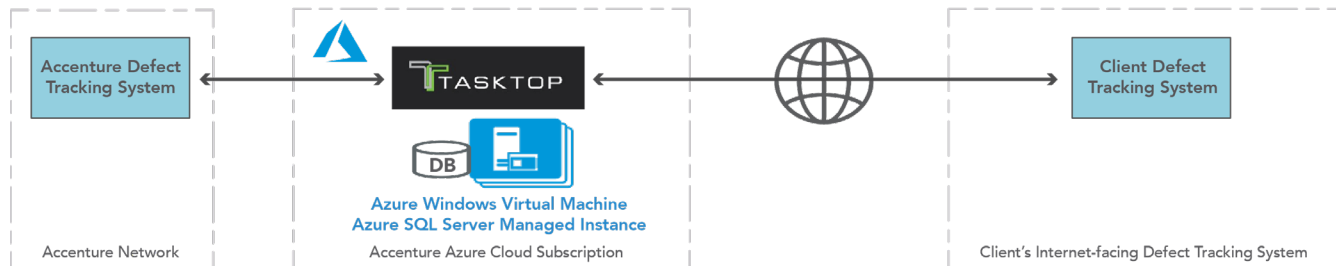 Accenture Defect
Tracking System
TASKTOP
Client Defect
Tracking System
DB
Azure Windows Virtual Machine
Azure SQL Server Managed Instance
Accenture Network
Accenture Azure Cloud Subscription
Client's Internet-facing Defect Tracking System